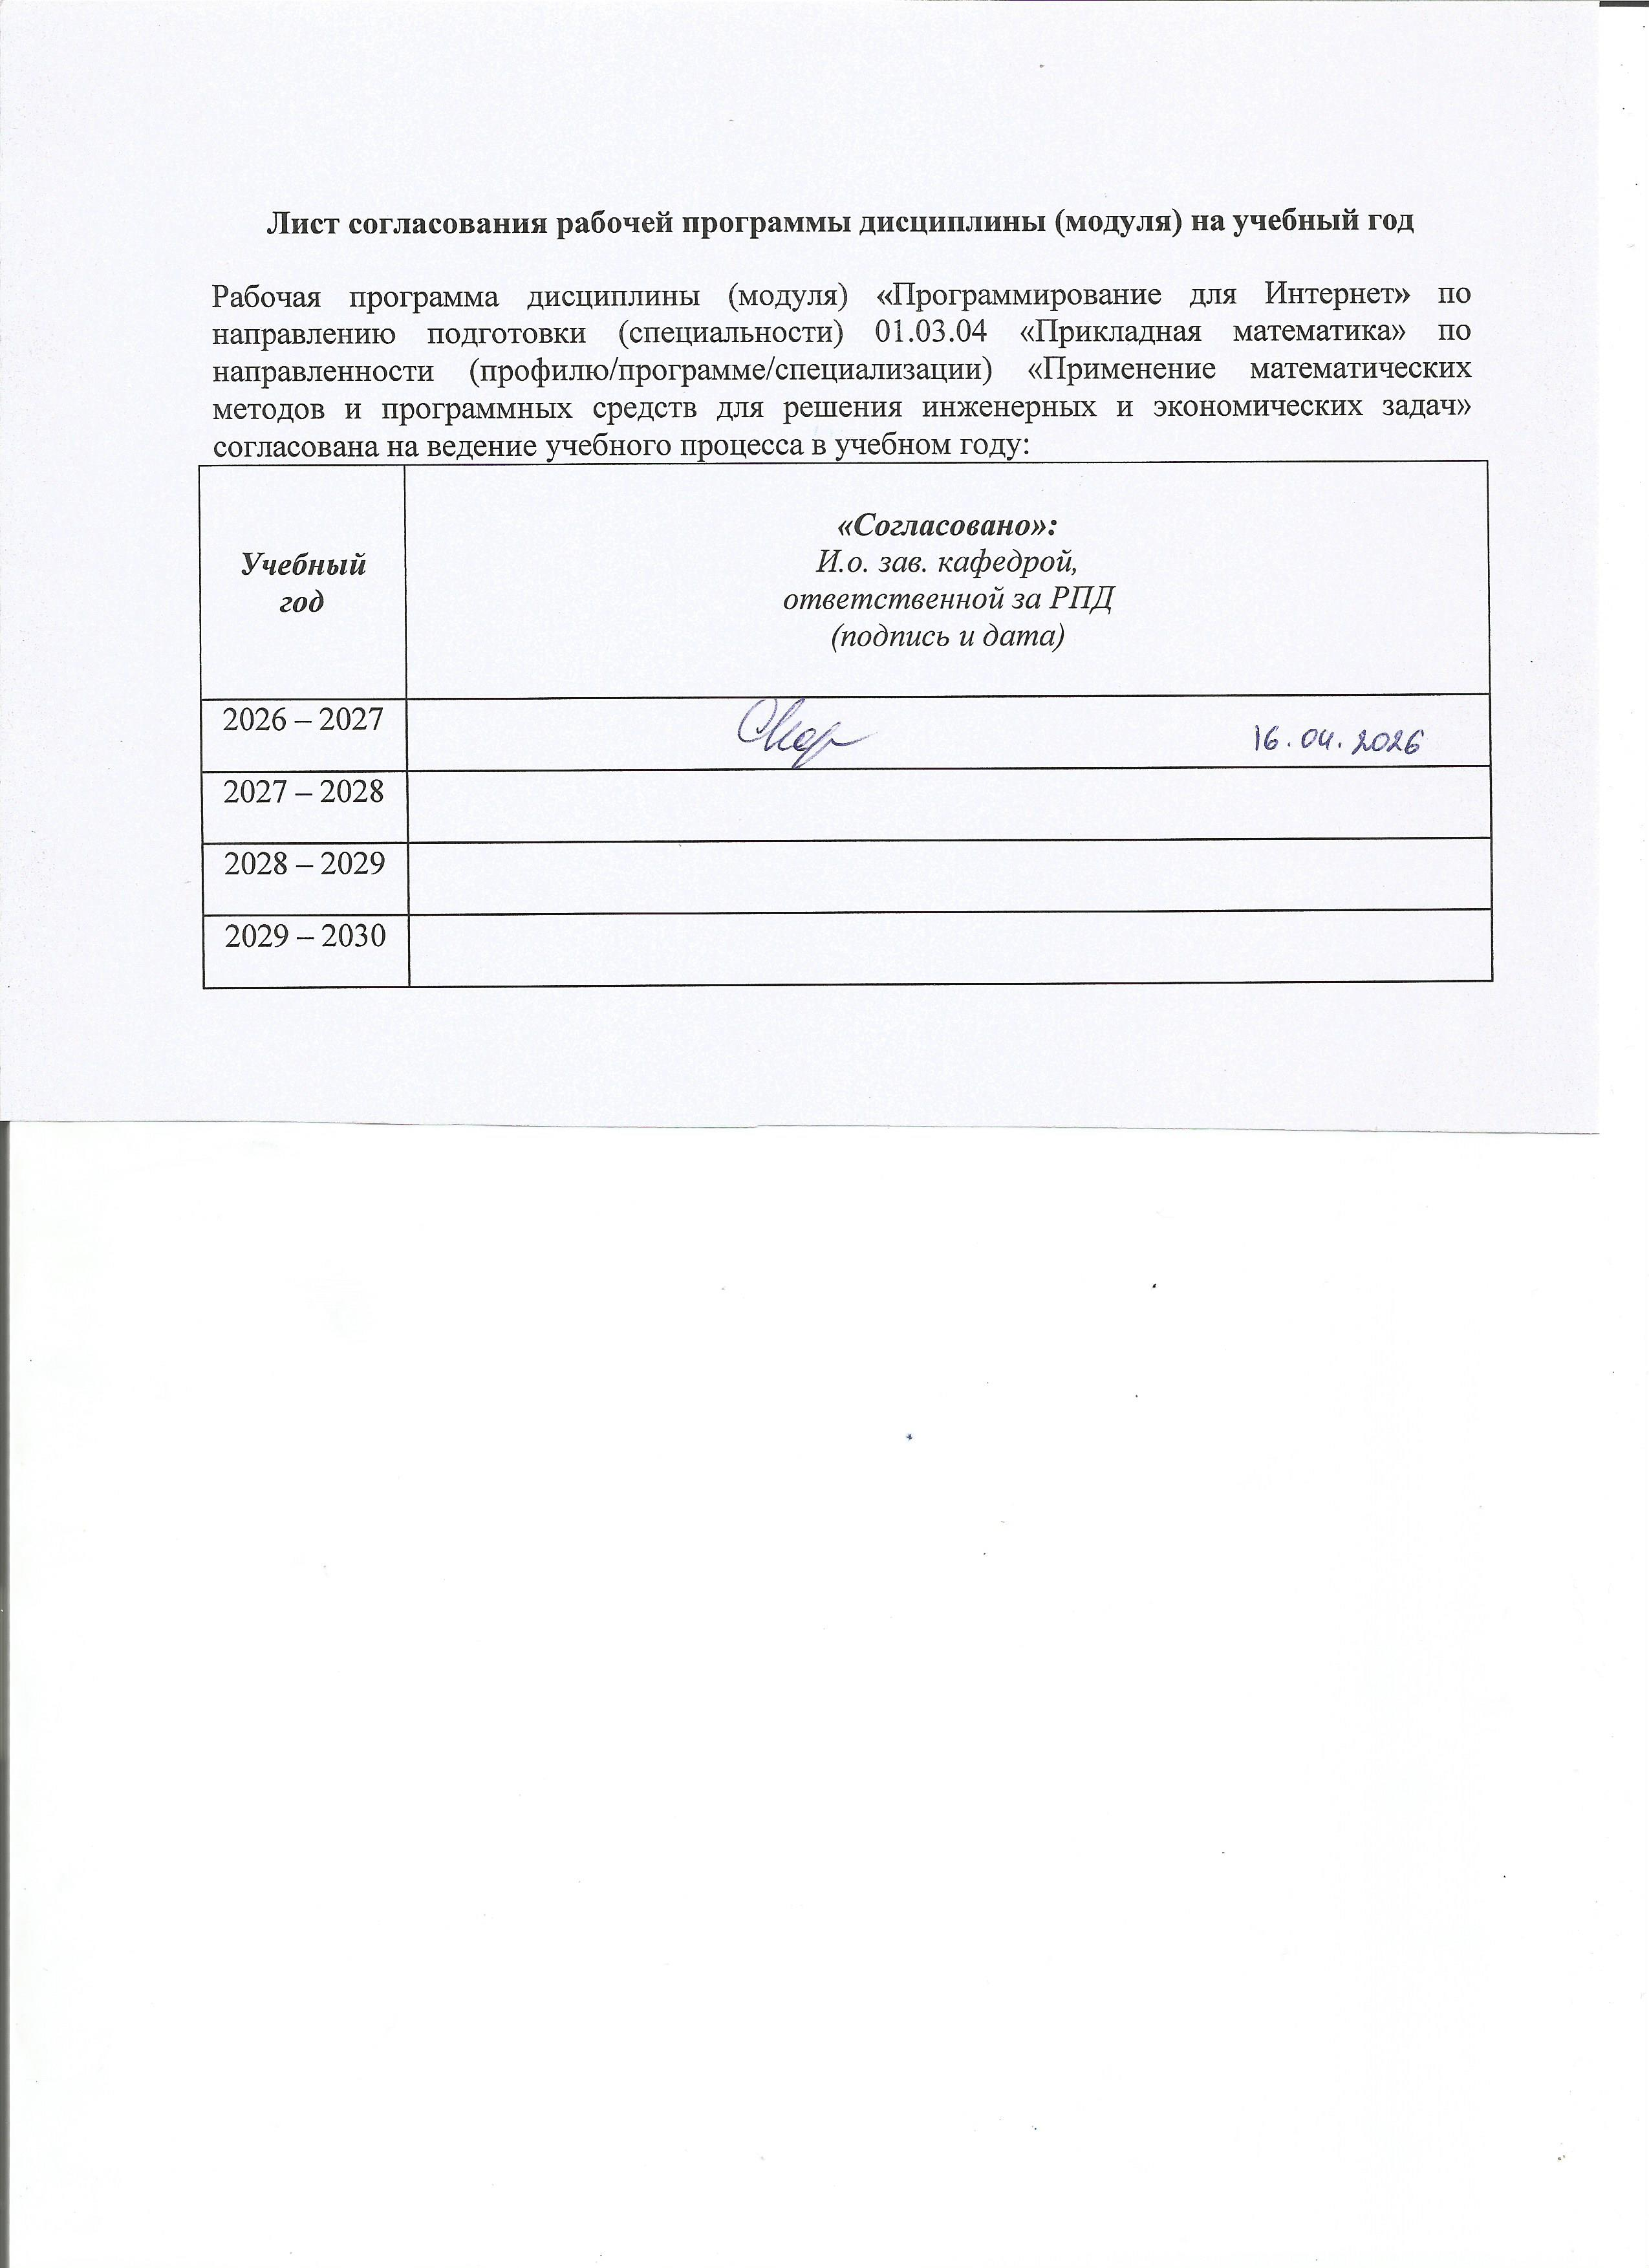 Лист согласования рабочей программы дисциплины (модуля) на учебный год
Рабочая программа дисциплины (модуля) «Программирование для Интернет» по
направлению подготовки (специальности) 01.03.04 «Прикладная математика» по
направленности (профилю/программе/специализации) «Применение математических
методов и программных средств для решения инженерных и экономических задач»
согласована на ведение учебного процесса в учебном году:
Учебный
год
«Согласовано»:
И.о. зав. кафедрой,
ответственной за РПД
(подпись и дата)
2026 – 2027
16.04.2026
2027 – 2028
2028 – 2029
2029 – 2030